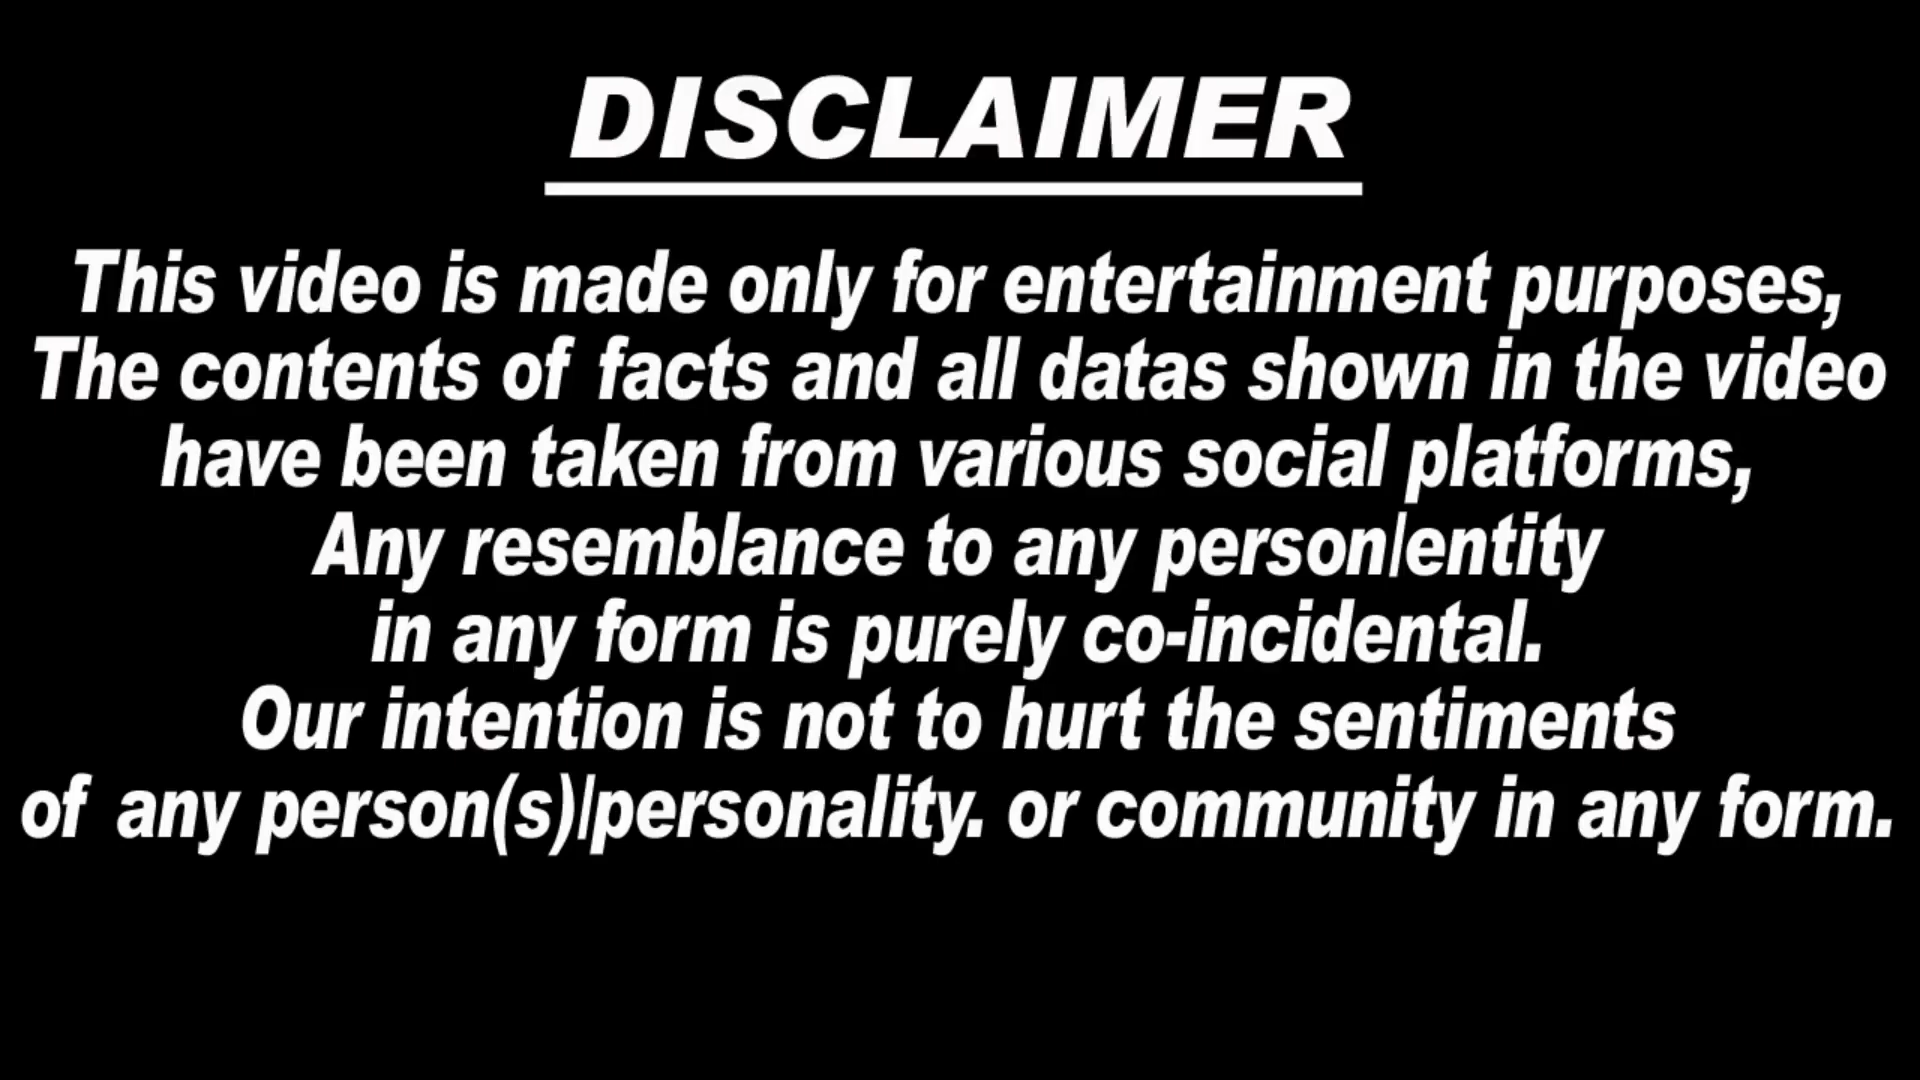 DISCLAIMER
This video is made only for entertainment purposes,
The contents of facts and all datas shown in the video
have been taken from various social platforms,
Any resemblance to any person/entity
in any form is purely co-incidental.
Our intention is not to hurt the sentiments
of any person(s)/personality. or community in any form.